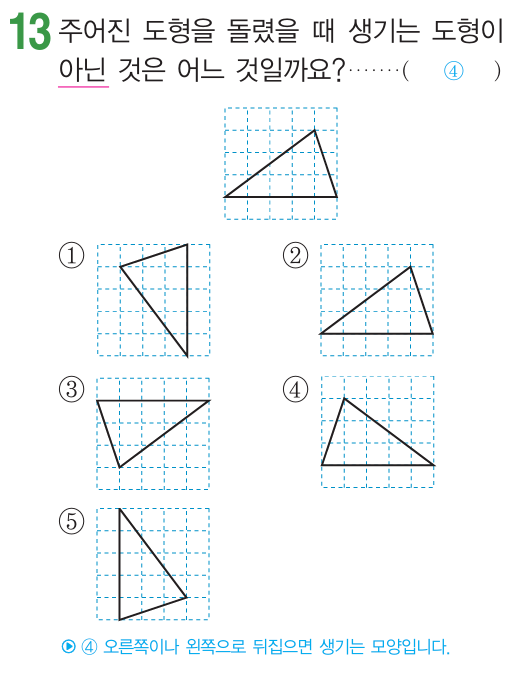 13 주어진 도형을 돌렸을 때 생기는 도형이
아닌 것은 어느 것일까요?·······( ④ )
① ②
③ ④
⑤
▶ ④ 오른쪽이나 왼쪽으로 뒤집으면 생기는 모양입니다.